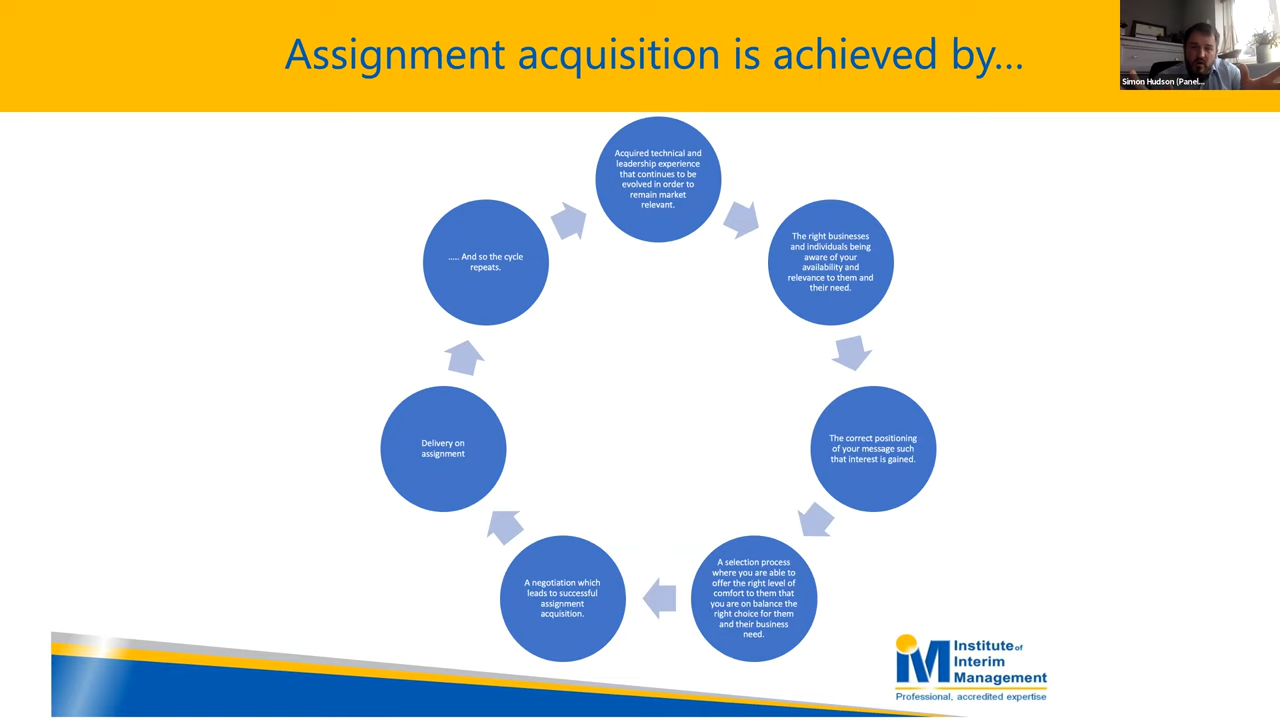 Assignment acquisition is achieved by...
Simon Hudson (Panel...
Acquired technical and
leadership experience
that continues to be
evolved in order to
remain market
relevant.
The right businesses
and individuals being
aware of your
availability and
relevance to them and
their need.
The correct positioning
of your message such
that interest is gained.
A selection process
where you are able to
offer the right level of
comfort to them that
you are on balance the
right choice for them
and their business
need.
A negotiation which
leads to successful
assignment
acquisition.
Delivery on
assignment
..... And so the cycle
repeats.
iM
Institute of
Interim
Management
Professional, accredited expertise